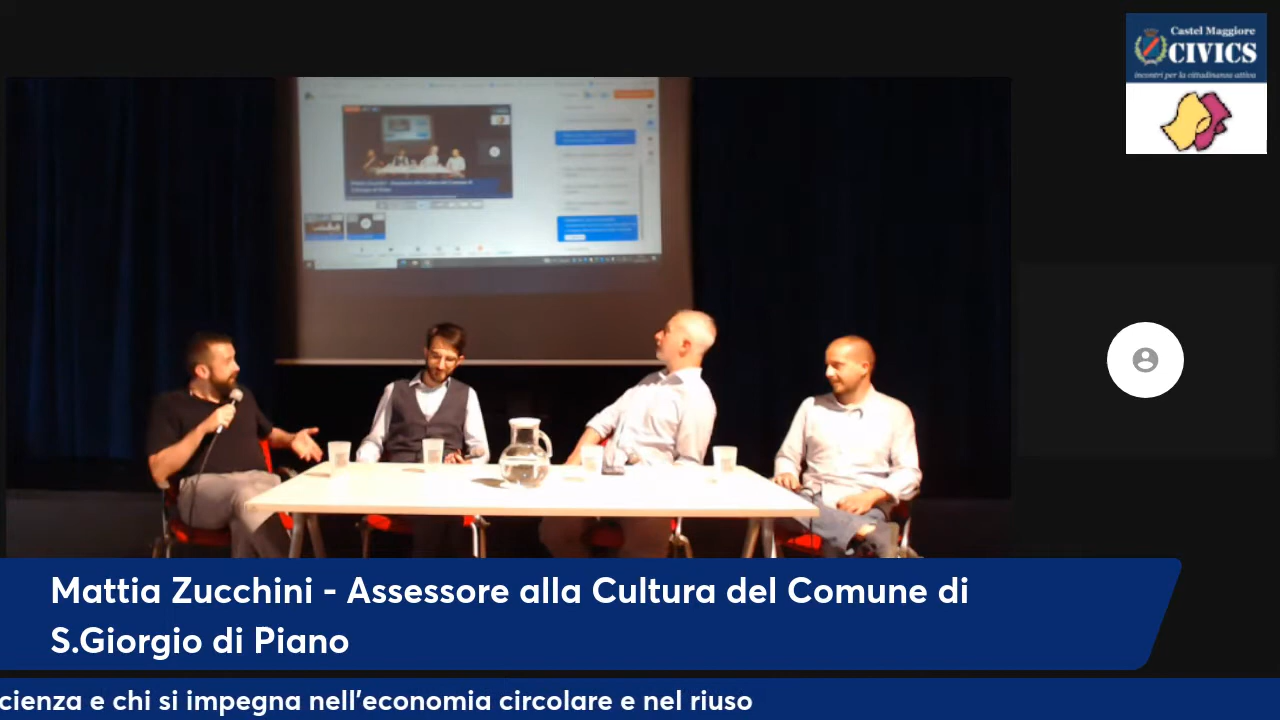 Castel Maggiore
CIVICS
incontri per la cittadinanza attiva
Mattia Zucchini - Assessore alla Cultura del Comune di
S.Giorgio di Piano
cienza e chi si impegna nell'economia circolare e nel riuso